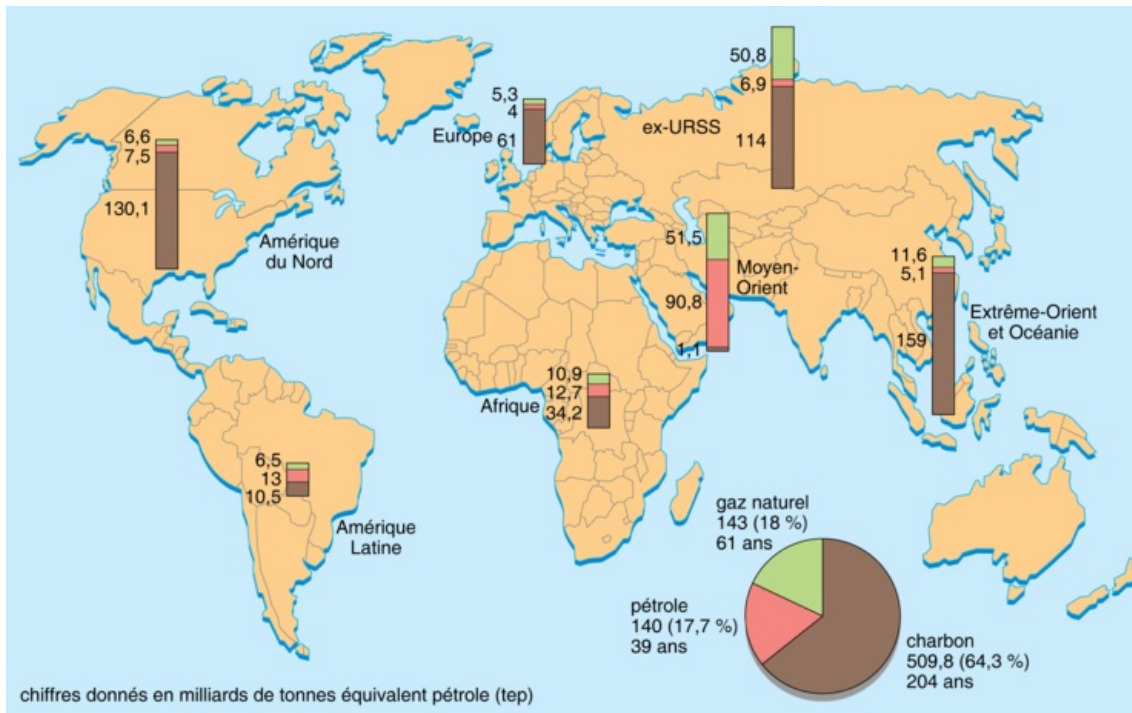 50,8
6,9
114
ex-URSS
5,3
4
61
Europe
6,6
7,5
130,1
Amérique
du Nord
51,5
90,8
1,1
Moyen-
Orient
11,6
5,1
159
Extrême-Orient
et Océanie
10,9
12,7
34,2
Afrique
6,5
13
10,5
Amérique
Latine
gaz naturel
143 (18 %)
61 ans
pétrole
140 (17,7 %)
39 ans
charbon
509,8 (64,3 %)
204 ans
chiffres donnés en milliards de tonnes équivalent pétrole (tep)